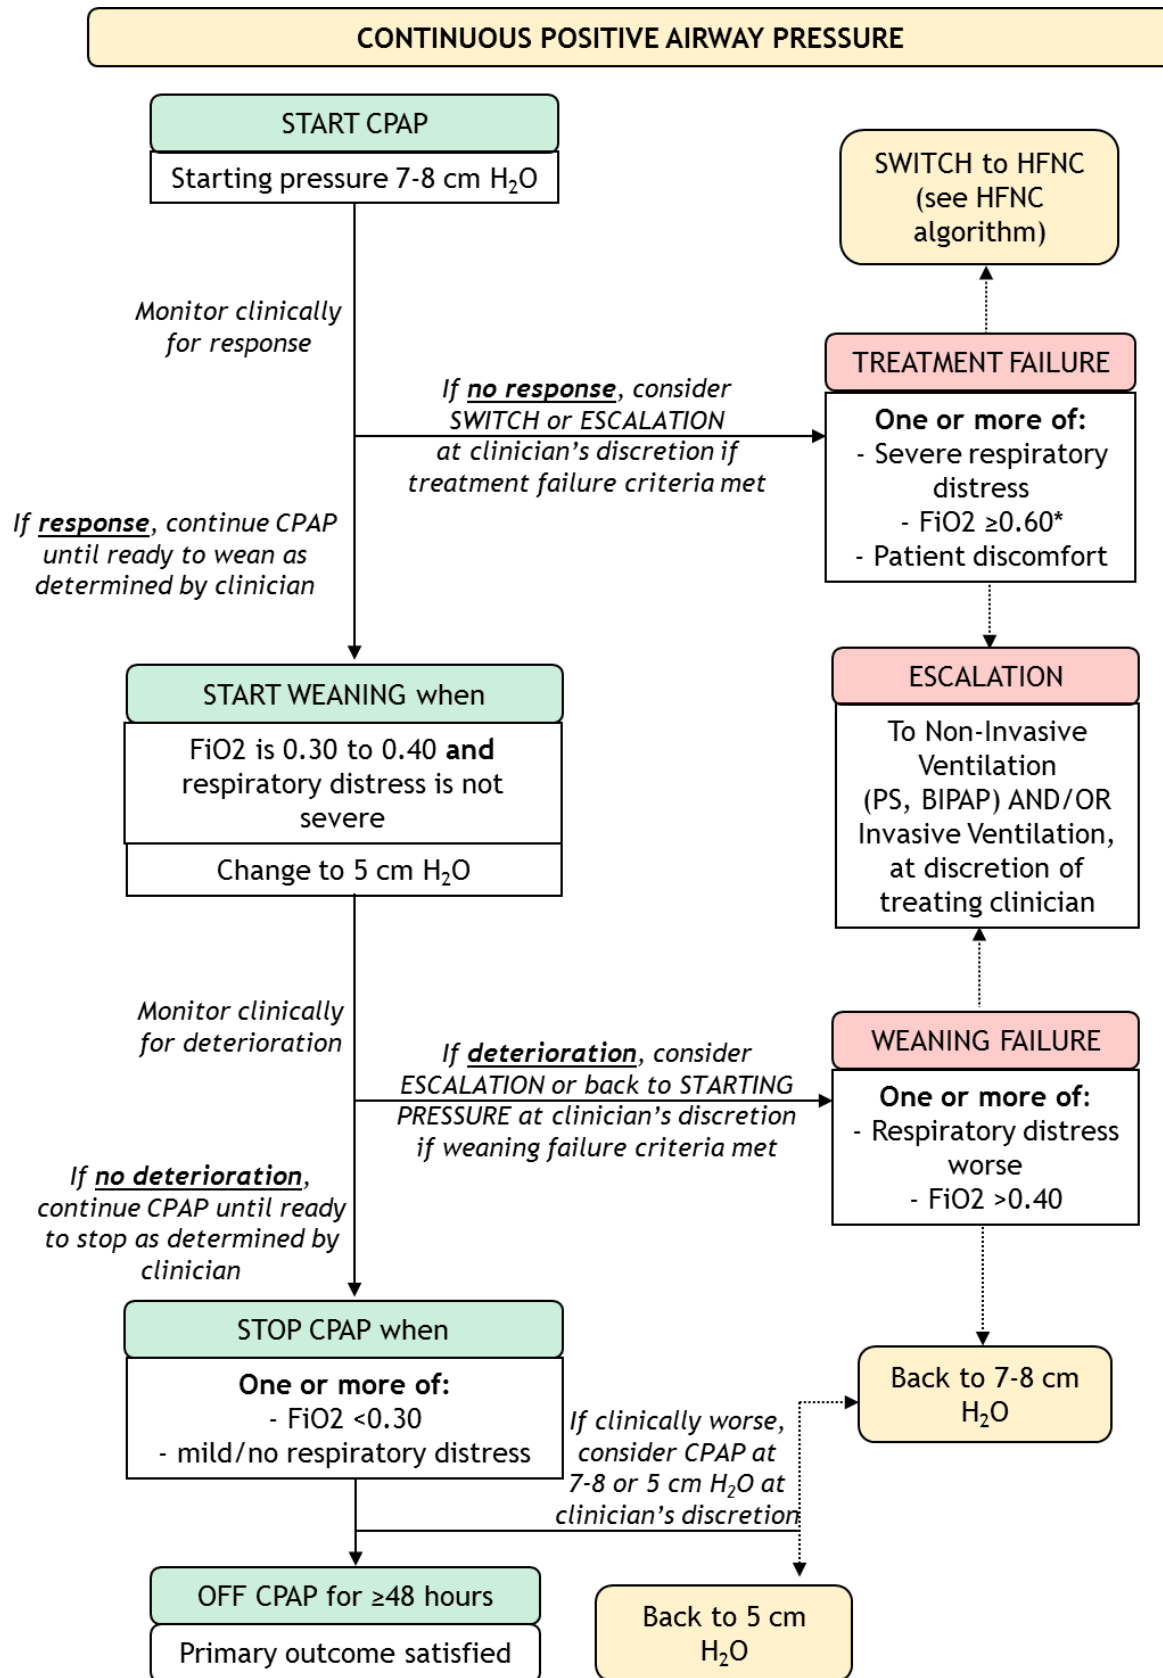 CONTINUOUS POSITIVE AIRWAY PRESSURE
START CPAP
Starting pressure 7-8 cm H₂O
SWITCH to HFNC
(see HFNC
algorithm)
Monitor clinically
for response
If no response, consider
SWITCH or ESCALATION
at clinician's discretion if
treatment failure criteria met
TREATMENT FAILURE
One or more of:
- Severe respiratory
distress
- FiO2 ≥0.60*
- Patient discomfort
If response, continue CPAP
until ready to wean as
determined by clinician
START WEANING when
FiO2 is 0.30 to 0.40 and
respiratory distress is not
severe
Change to 5 cm H₂O
ESCALATION
To Non-Invasive
Ventilation
(PS, BIPAP) AND/OR
Invasive Ventilation,
at discretion of
treating clinician
Monitor clinically
for deterioration
If deterioration, consider
ESCALATION or back to STARTING
PRESSURE at clinician's discretion
if weaning failure criteria met
WEANING FAILURE
One or more of:
- Respiratory distress
worse
- FiO2 >0.40
If no deterioration,
continue CPAP until ready
to stop as determined by
clinician
STOP CPAP when
One or more of:
- FiO2 <0.30
- mild/no respiratory distress
If clinically worse,
consider CPAP at
7-8 or 5 cm H₂O at
clinician's discretion
Back to 7-8 cm
H₂O
OFF CPAP for ≥48 hours
Primary outcome satisfied
Back to 5 cm
H₂O